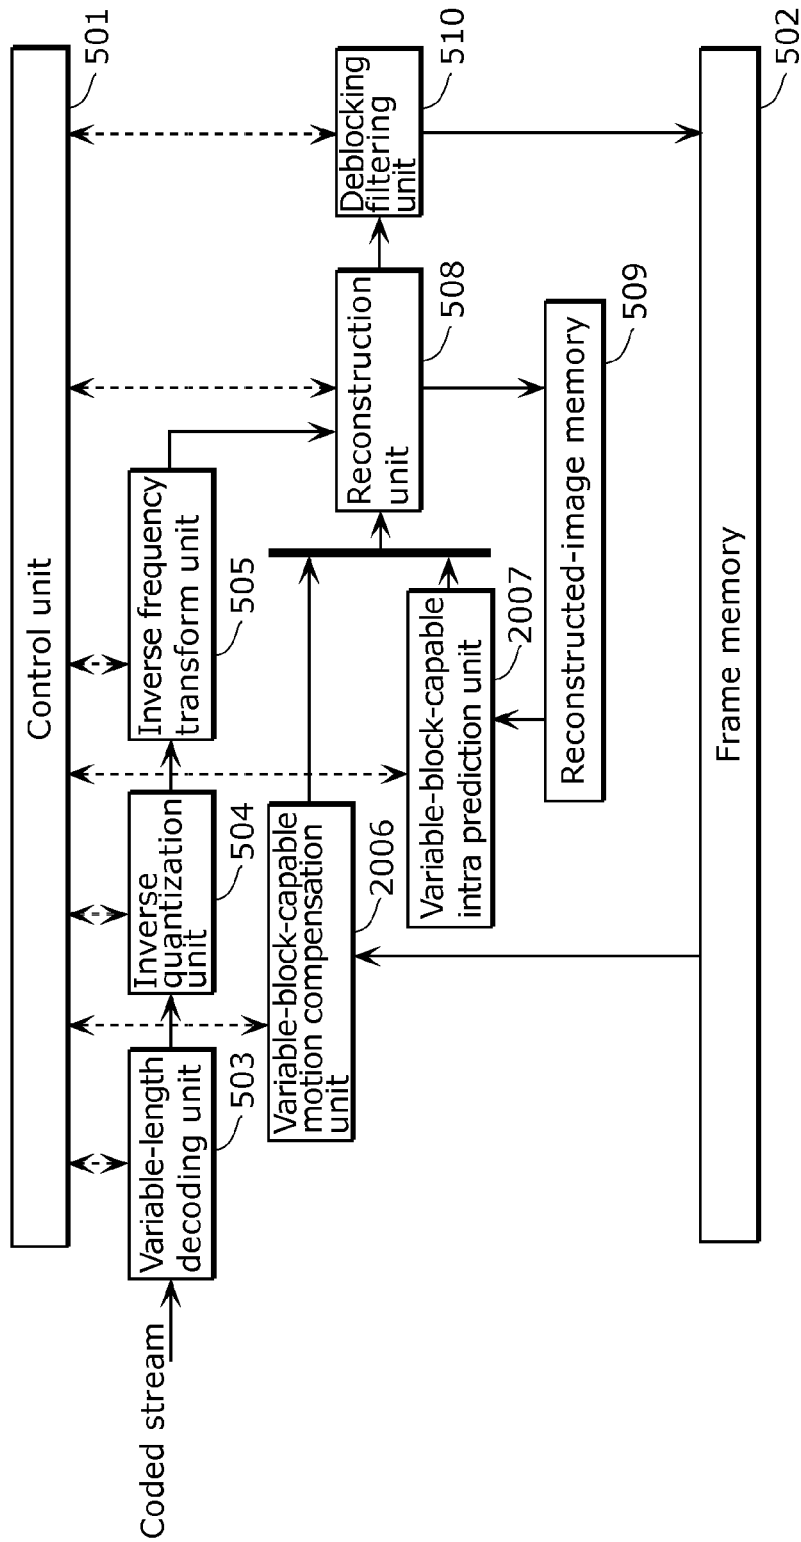 Control unit
501
Coded stream
Variable-length
decoding unit
503
Inverse
quantization
unit
504
Inverse frequency
transform unit
505
Variable-block-capable
motion compensation
unit
2006
Variable-block-capable
intra prediction unit
2007
Reconstruction
unit
508
Deblocking
filtering
unit
510
Reconstructed-image memory
509
Frame memory
502